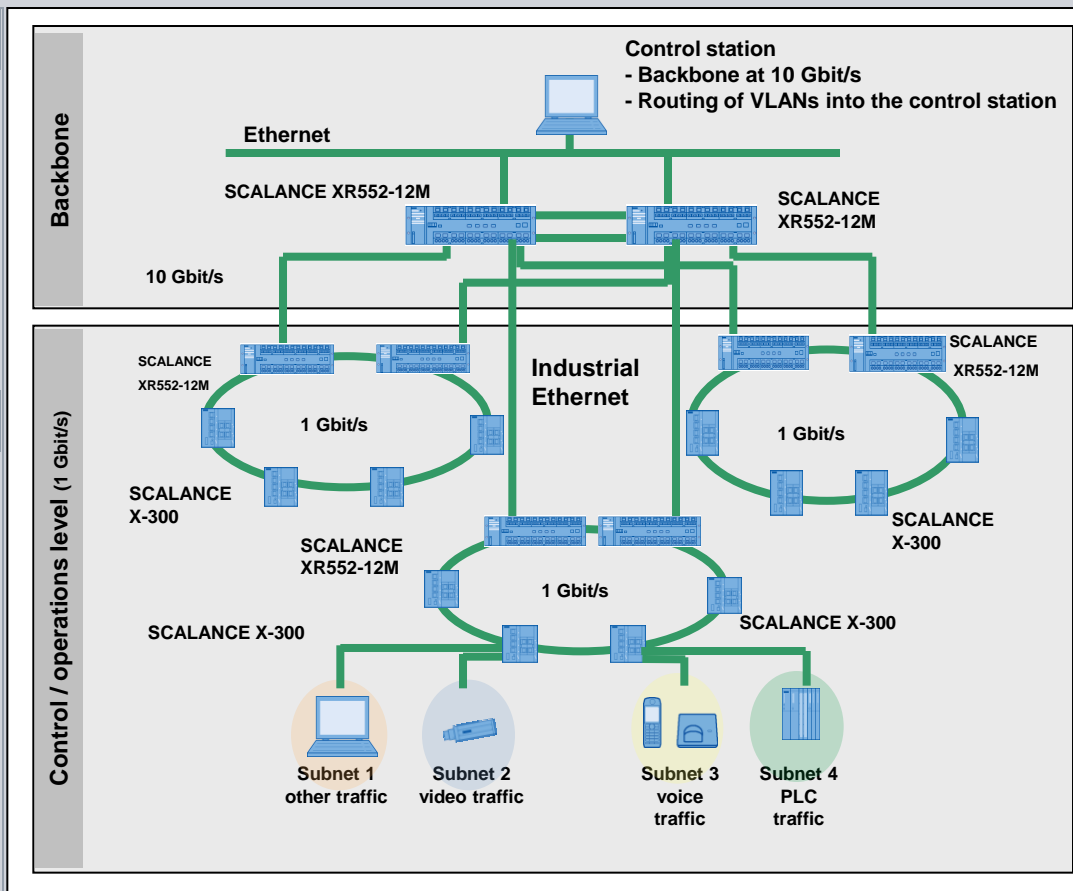 Backbone
Control station
- Backbone at 10 Gbit/s
- Routing of VLANs into the control station
Ethernet
SCALANCE XR552-12M
SCALANCE
XR552-12M
10 Gbit/s
Control / operations level (1 Gbit/s)
SCALANCE
XR552-12M
Industrial
Ethernet
SCALANCE
XR552-12M
1 Gbit/s
1 Gbit/s
SCALANCE
X-300
SCALANCE
X-300
SCALANCE
XR552-12M
1 Gbit/s
SCALANCE X-300
SCALANCE X-300
Subnet 1
other traffic
Subnet 2
video traffic
Subnet 3
voice
traffic
Subnet 4
PLC
traffic